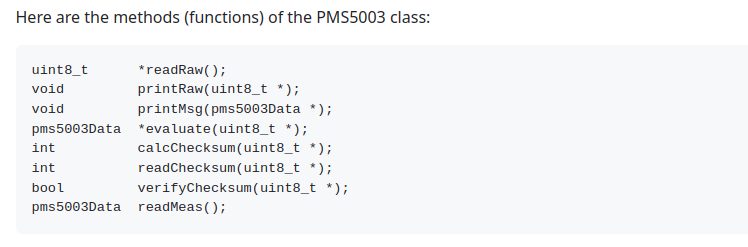 Here are the methods (functions) of the PMS5003 class:
uint8_t      *readRaw();
void         printRaw(uint8_t *);
void         printMsg(pms5003Data *);
pms5003Data  *evaluate(uint8_t *);
int          calcChecksum(uint8_t *);
int          readChecksum(uint8_t *);
bool         verifyChecksum(uint8_t *);
pms5003Data  readMeas();